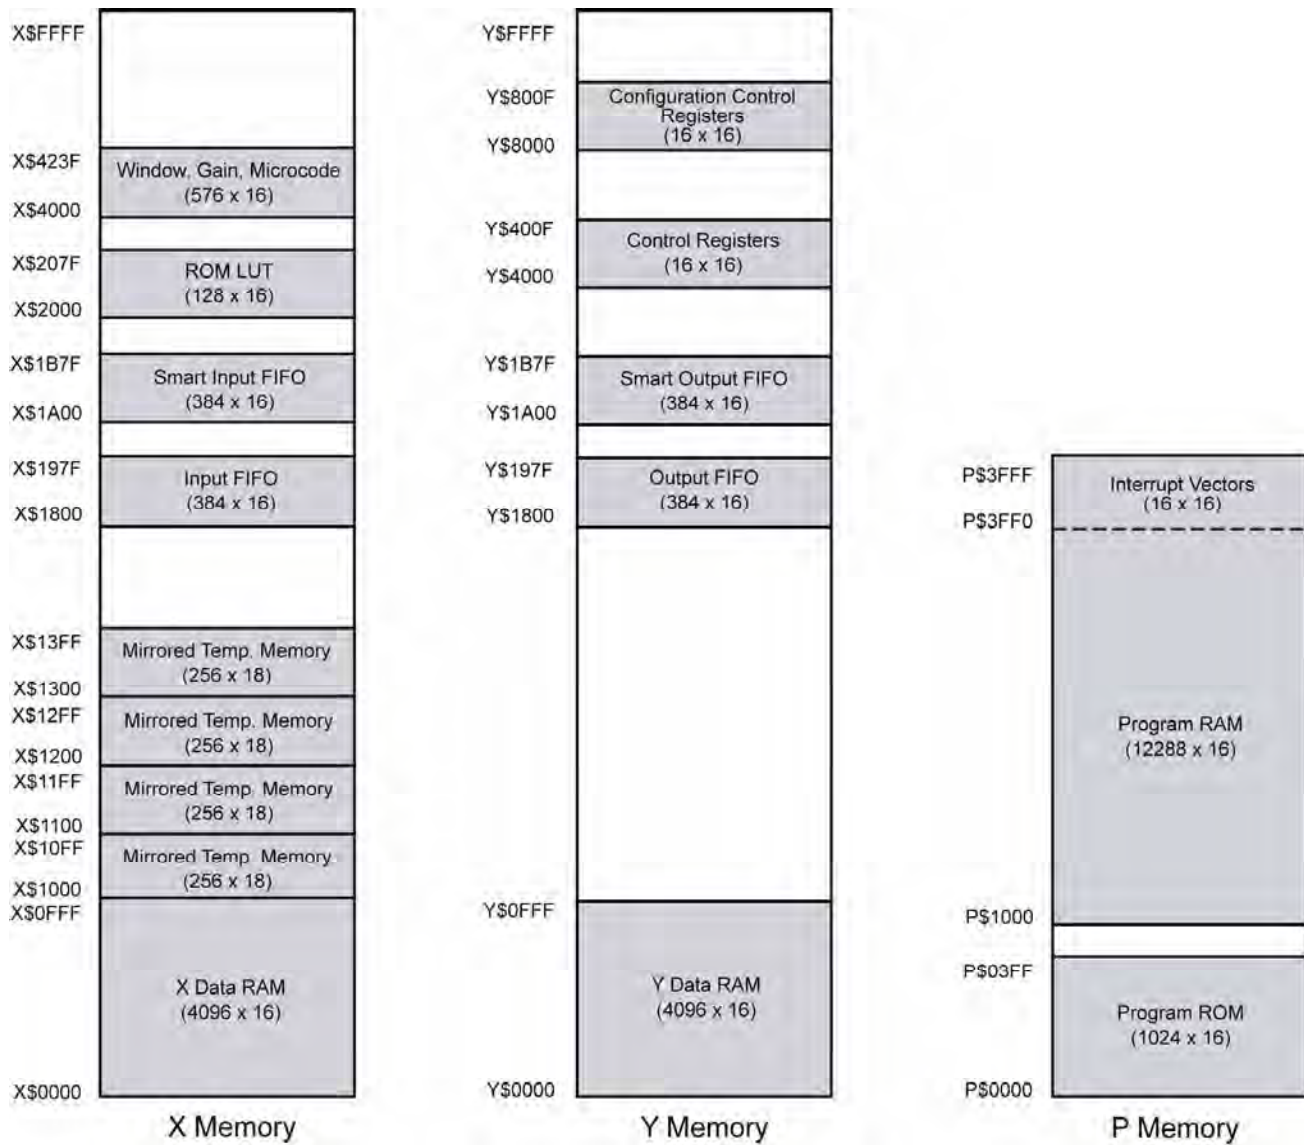 X$FFFF
X$423F
Window, Gain, Microcode
(576 x 16)
X$4000
X$207F
ROM LUT
(128 x 16)
X$2000
X$1B7F
Smart Input FIFO
(384 x 16)
X$1A00
X$197F
Input FIFO
(384 x 16)
X$1800
X$13FF
Mirrored Temp. Memory
(256 x 18)
X$1300
X$12FF
Mirrored Temp. Memory
(256 x 18)
X$1200
X$11FF
Mirrored Temp. Memory
(256 x 18)
X$1100
X$10FF
Mirrored Temp. Memory
(256 x 18)
X$1000
X$0FFF
X Data RAM
(4096 x 16)
X$0000
X Memory
Y$FFFF
Y$800F
Configuration Control
Registers
(16 x 16)
Y$8000
Y$400F
Control Registers
(16 x 16)
Y$4000
Y$1B7F
Smart Output FIFO
(384 x 16)
Y$1A00
Y$197F
Output FIFO
(384 x 16)
Y$1800
Y$0FFF
Y Data RAM
(4096 x 16)
Y$0000
Y Memory
P$3FFF
Interrupt Vectors
(16 x 16)
P$3FF0
Program RAM
(12288 x 16)
P$1000
P$03FF
Program ROM
(1024 x 16)
P$0000
P Memory